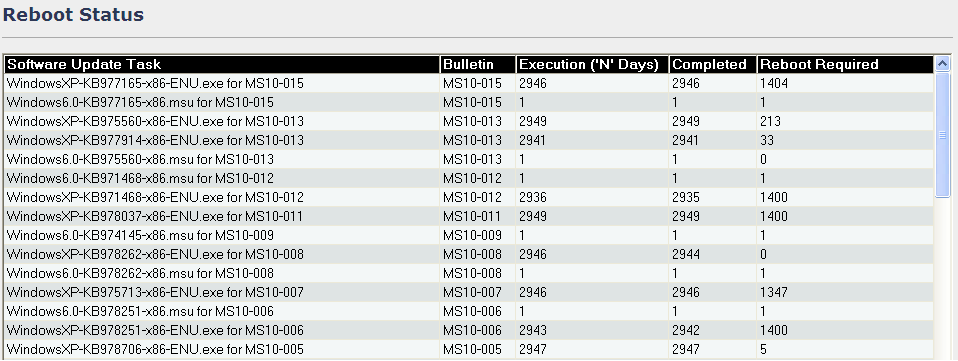 Reboot Status
Software Update Task Bulletin Execution ('N' Days) Completed Reboot Required
WindowsXP-KB977165-x86-ENU.exe for MS10-015 MS10-015 2946 2946 1404
Windows6.0-KB977165-x86.msu for MS10-015 MS10-015 1 1 1
WindowsXP-KB975560-x86-ENU.exe for MS10-013 MS10-013 2949 2949 213
WindowsXP-KB977914-x86-ENU.exe for MS10-013 MS10-013 2941 2941 33
Windows6.0-KB975560-x86.msu for MS10-013 MS10-013 1 1 0
Windows6.0-KB971468-x86.msu for MS10-012 MS10-012 1 1 1
WindowsXP-KB971468-x86-ENU.exe for MS10-012 MS10-012 2936 2935 1400
WindowsXP-KB978037-x86-ENU.exe for MS10-011 MS10-011 2949 2949 1400
Windows6.0-KB974145-x86.msu for MS10-009 MS10-009 1 1 1
WindowsXP-KB978262-x86-ENU.exe for MS10-008 MS10-008 2946 2944 0
Windows6.0-KB978262-x86.msu for MS10-008 MS10-008 1 1 1
WindowsXP-KB975713-x86-ENU.exe for MS10-007 MS10-007 2946 2946 1347
Windows6.0-KB978251-x86.msu for MS10-006 MS10-006 1 1 1
WindowsXP-KB978251-x86-ENU.exe for MS10-006 MS10-006 2943 2942 1400
WindowsXP-KB978706-x86-ENU.exe for MS10-005 MS10-005 2947 2947 5